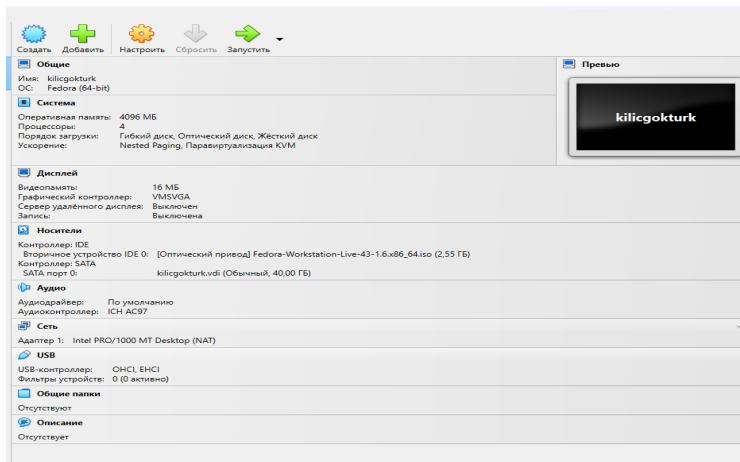 Создать Добавить Настроить Сбросить Запустить
Общие
Имя: kilicgokturk
ОС: Fedora (64-bit)
Превью
kilicgokturk
Система
Оперативная память: 4096 МБ
Процессоры: 4
Порядок загрузки: Гибкий диск, Оптический диск, Жёсткий диск
Ускорение: Nested Paging, Паравиртуализация KVM
Дисплей
Видеопамять: 16 МБ
Графический контроллер: VMSVGA
Сервер удалённого дисплея: Выключен
Запись: Выключена
Носители
Контроллер: IDE
Вторичное устройство IDE 0: [Оптический привод] Fedora-Workstation-Live-43-1.6.x86_64.iso (2,55 ГБ)
Контроллер: SATA
SATA порт 0: kilicgokturk.vdi (Обычный, 40,00 ГБ)
Аудио
Аудиодрайвер: По умолчанию
Аудиоконтроллер: ICH AC97
Сеть
Адаптер 1: Intel PRO/1000 MT Desktop (NAT)
USB
USB-контроллер: OHCI, EHCI
Фильтры устройств: 0 (0 активно)
Общие папки
Отсутствуют
Описание
Отсутствует